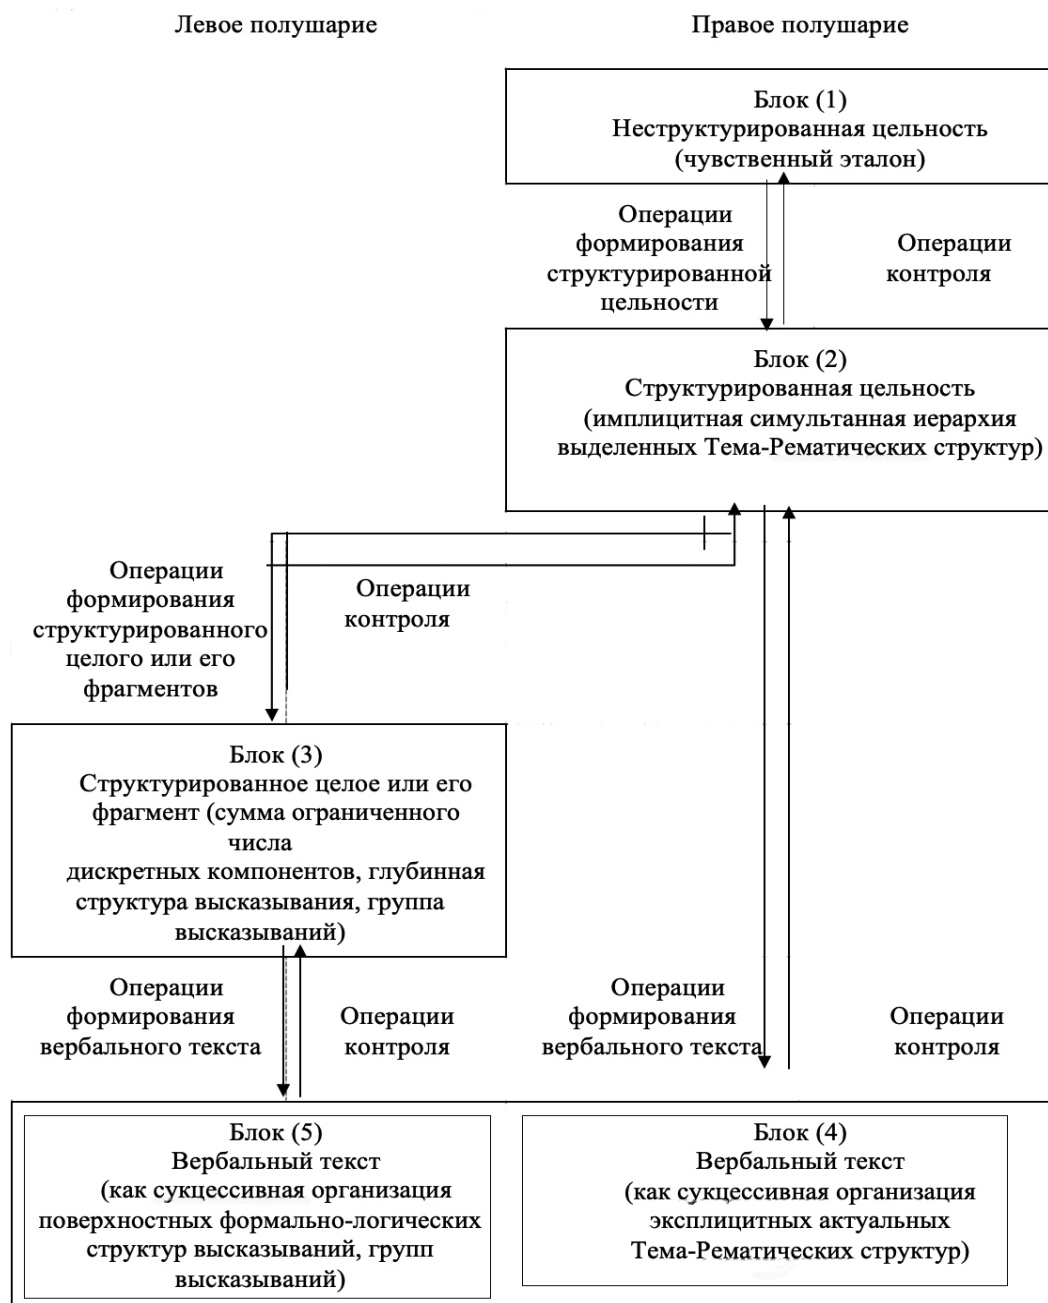 Левое полушарие
Правое полушарие
Блок (1)
Неструктурированная цельность
(чувственный эталон)
Операции
формирования
структурированной
цельности
Операции
контроля
Блок (2)
Структурированная цельность
(имплицитная симультанная иерархия
выделенных Тема-Рематических структур)
Операции
формирования
структурированного
целого или его
фрагментов
Операции
контроля
Блок (3)
Структурированное целое или его
фрагмент (сумма ограниченного
числа
дискретных компонентов, глубинная
структура высказывания, группа
высказываний)
Операции
формирования
вербального текста
Операции
контроля
Операции
формирования
вербального текста
Операции
контроля
Блок (5)
Вербальный текст
(как сукцессивная организация
поверхностных формально-логических
структур высказываний, групп
высказываний)
Блок (4)
Вербальный текст
(как сукцессивная организация
эксплицитных актуальных
Тема-Рематических структур)